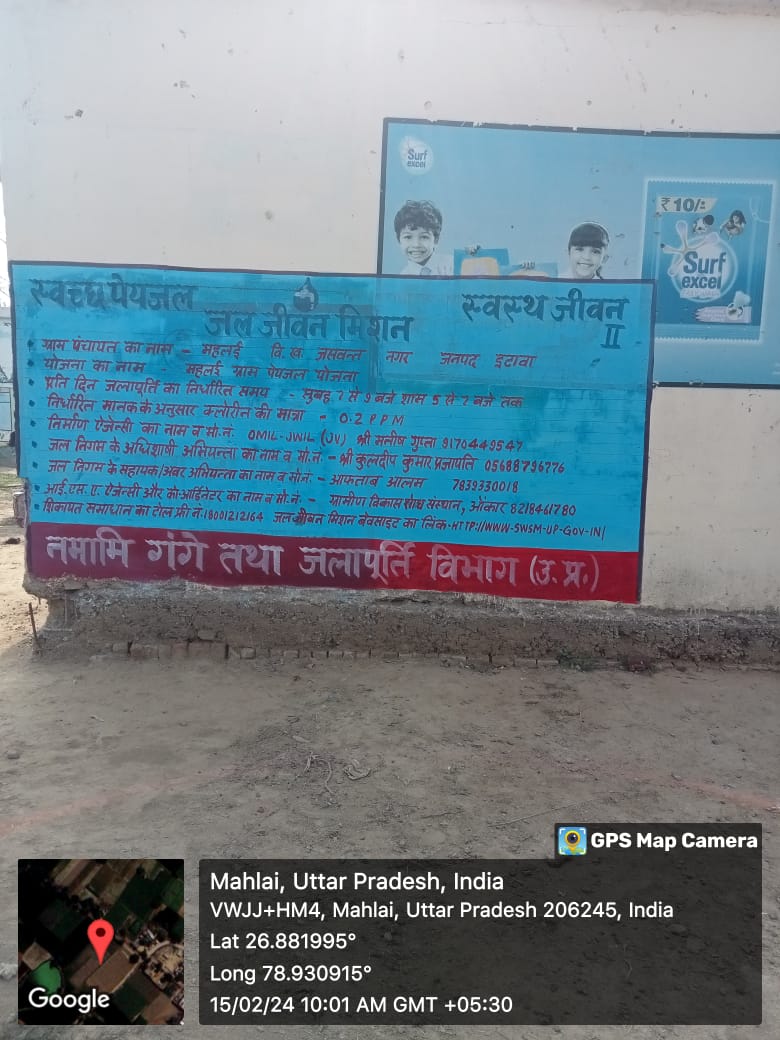 Surf excel
₹10/-
Surf excel
स्वच्छ पेयजल
स्वस्थ जीवन
जल जीवन मिशन
II
• ग्राम पंचायत का नाम - महलई वि.ख. जसवन्त नगर जनपद इटावा
• योजना का नाम - महलई ग्राम पेयजल योजना
• प्रति दिन जलापूर्ति का निर्धारित समय - सुबह 7 से 9 बजे शाम 5 से 7 बजे तक
• निर्धारित मानक के अनुसार क्लोरीन की मात्रा - 0.2 PPM
• निर्माण ऐजेन्सी का नाम व मो.नं. OMIL-JWIL (JV) श्री मनीष गुप्ता 9170449547
• जल निगम के अधिशाषी अभियन्ता का नाम व मो.नं - श्री कुलदीप कुमार प्रजापति 05688796776
• जल निगम के सहायक/अवर अभियन्ता का नाम व मो.नं - आफताब आलम 7839330018
• आई.एस.ए. ऐजेन्सी और को-आर्डिनेटर का नाम व मो.नं - ग्रामीण विकास संस्थान, ओंकार 8218461780
• शिकायत समाधान का टोल फ्री नं. 18001212164 जल जीवन मिशन बेवसाइट का लिंक-HTTP://WWW-SWSM-UP-GOV-IN/
नमामि गंगे तथा जलापूर्ति विभाग (उ.प्र.)
GPS Map Camera
Mahlai, Uttar Pradesh, India
VWJJ+HM4, Mahlai, Uttar Pradesh 206245, India
Lat 26.881995°
Long 78.930915°
15/02/24 10:01 AM GMT +05:30
Google